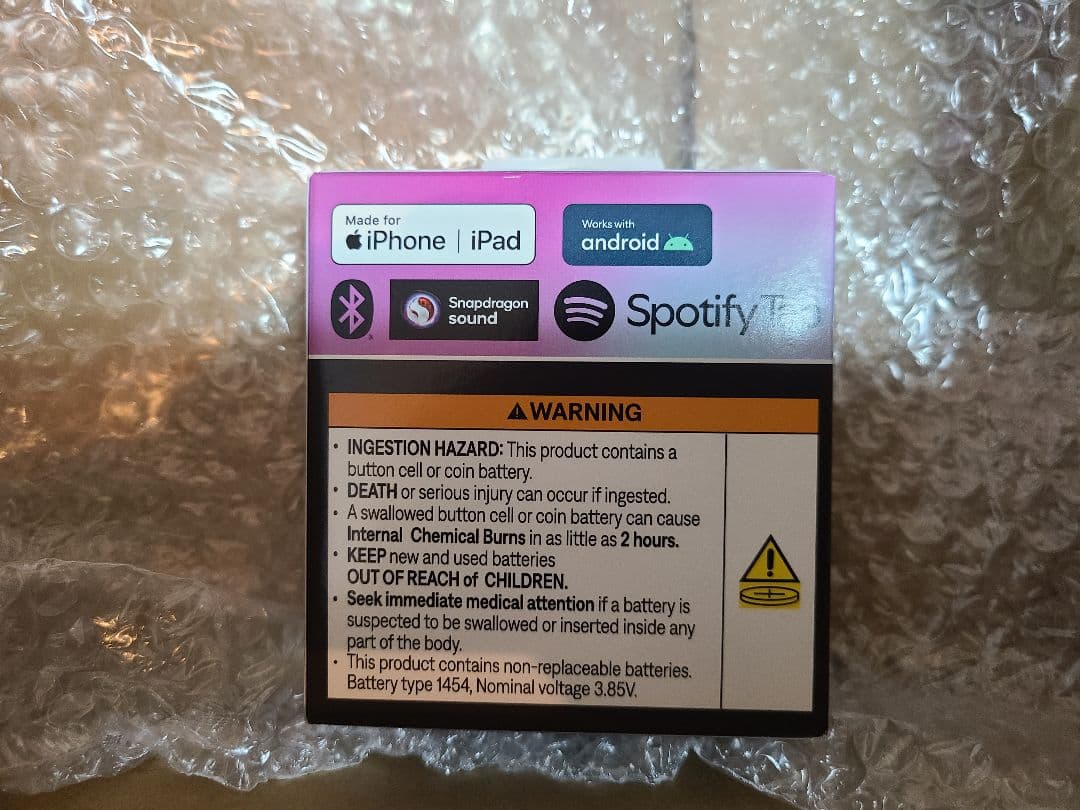 Made for
iPhone | iPad
Works with
android
Snapdragon
sound
Spotify Tap
WARNING
• INGESTION HAZARD: This product contains a
button cell or coin battery.
• DEATH or serious injury can occur if ingested.
• A swallowed button cell or coin battery can cause
Internal Chemical Burns in as little as 2 hours.
• KEEP new and used batteries
OUT OF REACH of CHILDREN.
• Seek immediate medical attention if a battery is
suspected to be swallowed or inserted inside any
part of the body.
• This product contains non-replaceable batteries.
Battery type 1454, Nominal voltage 3.85V.